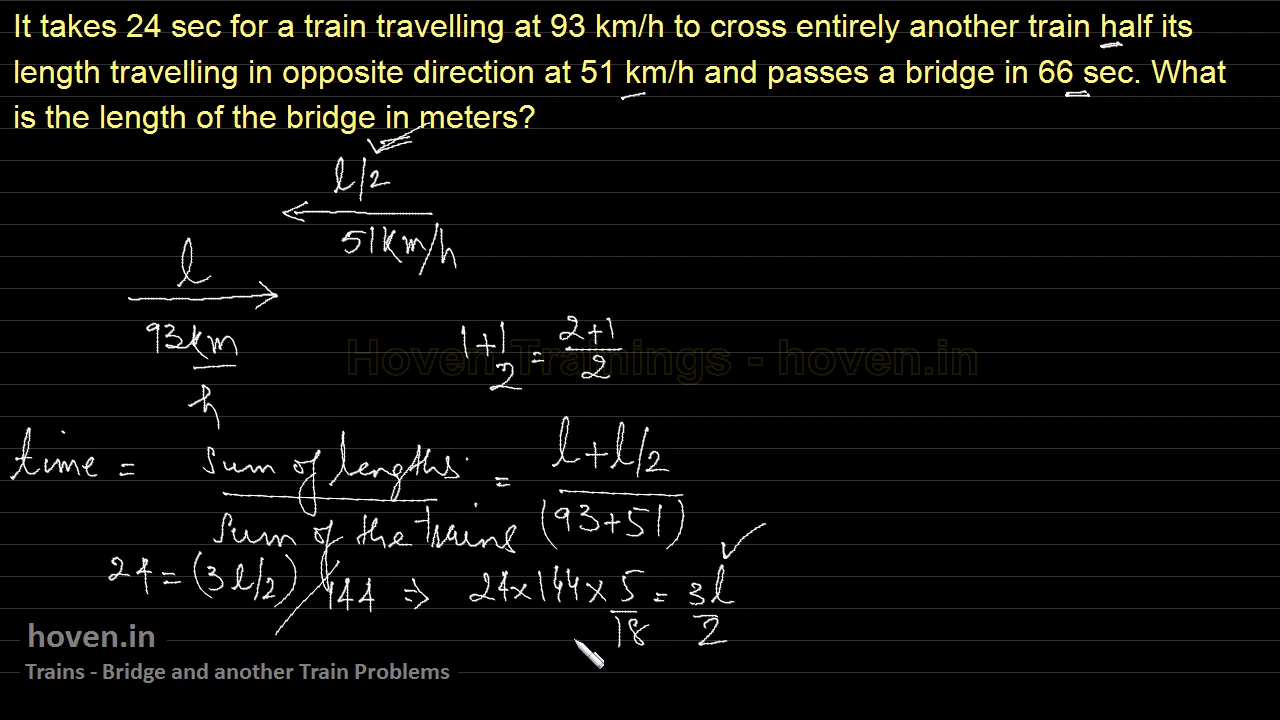 It takes 24 sec for a train travelling at 93 km/h to cross entirely another train half its
length travelling in opposite direction at 51 km/h and passes a bridge in 66 sec. What
is the length of the bridge in meters?
l/2
51km/h
l
93 km/h
1+1/2 = (2+1)/2
Hoven Trainings - hoven.in
time = sum of lengths / sum of the trains = (l+l/2) / (93+51)
24 = (3l/2) / 144 ⇒ 24×144×5/18 = 3l/2
hoven.in
Trains - Bridge and another Train Problems